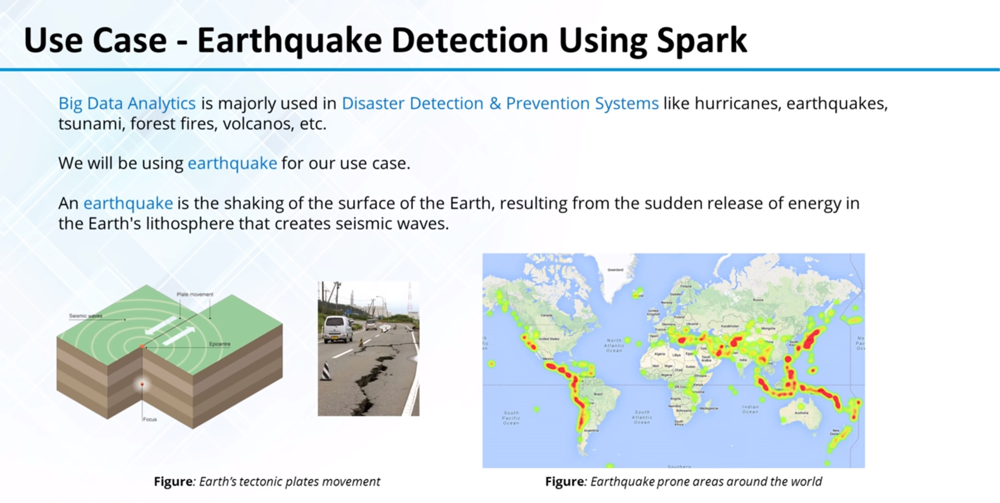 Use Case - Earthquake Detection Using Spark
Big Data Analytics is majorly used in Disaster Detection & Prevention Systems like hurricanes, earthquakes,
tsunami, forest fires, volcanos, etc.
We will be using earthquake for our use case.
An earthquake is the shaking of the surface of the Earth, resulting from the sudden release of energy in
the Earth's lithosphere that creates seismic waves.
Plate movement
Seismic waves
Epicentre
Focus
Greenland
Finland
Sweden
Norway
Russia
United
Kingdom
Canada
Poland
Germany
Ukraine
Kazakhstan
Mongolia
France
Spain
United States
North
Atlantic
Ocean
South
Iraq
Algeria
Libya
Saudi
Arabia
India
Mexico
Mali
Niger
Sudan
Chad
Nigeria
Ethiopia
Kenya
DR Con
Tanzania
Brazil
Angola
Namibia
Botswana
Madagascar
Indian
Ocean
South
Pacific
Ocean
South
Atlantic
Ocean
South
Africa
Australia
Argentina
New
Southern
Figure: Earth's tectonic plates movement
Figure: Earthquake prone areas around the world